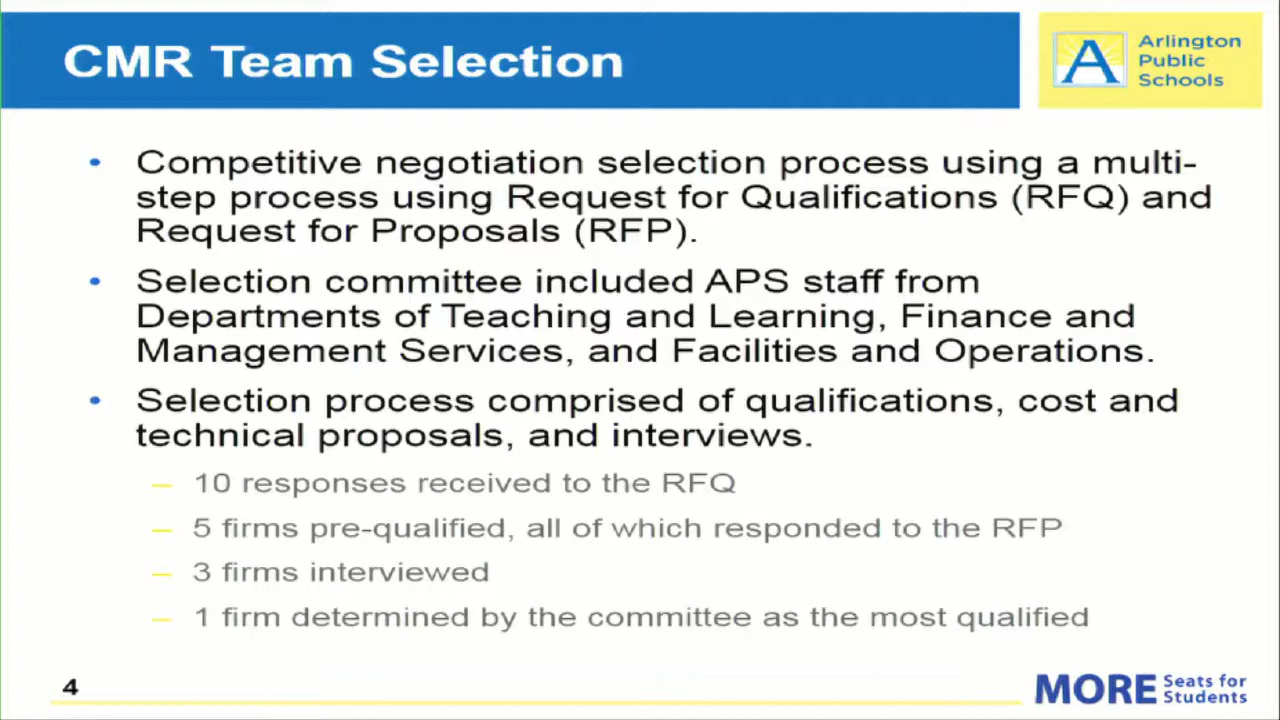 CMR Team Selection
Arlington
Public
Schools
• Competitive negotiation selection process using a multi-
step process using Request for Qualifications (RFQ) and
Request for Proposals (RFP).
• Selection committee included APS staff from
Departments of Teaching and Learning, Finance and
Management Services, and Facilities and Operations.
• Selection process comprised of qualifications, cost and
technical proposals, and interviews.
– 10 responses received to the RFQ
– 5 firms pre-qualified, all of which responded to the RFP
– 3 firms interviewed
– 1 firm determined by the committee as the most qualified
4
MORE Seats for
Students